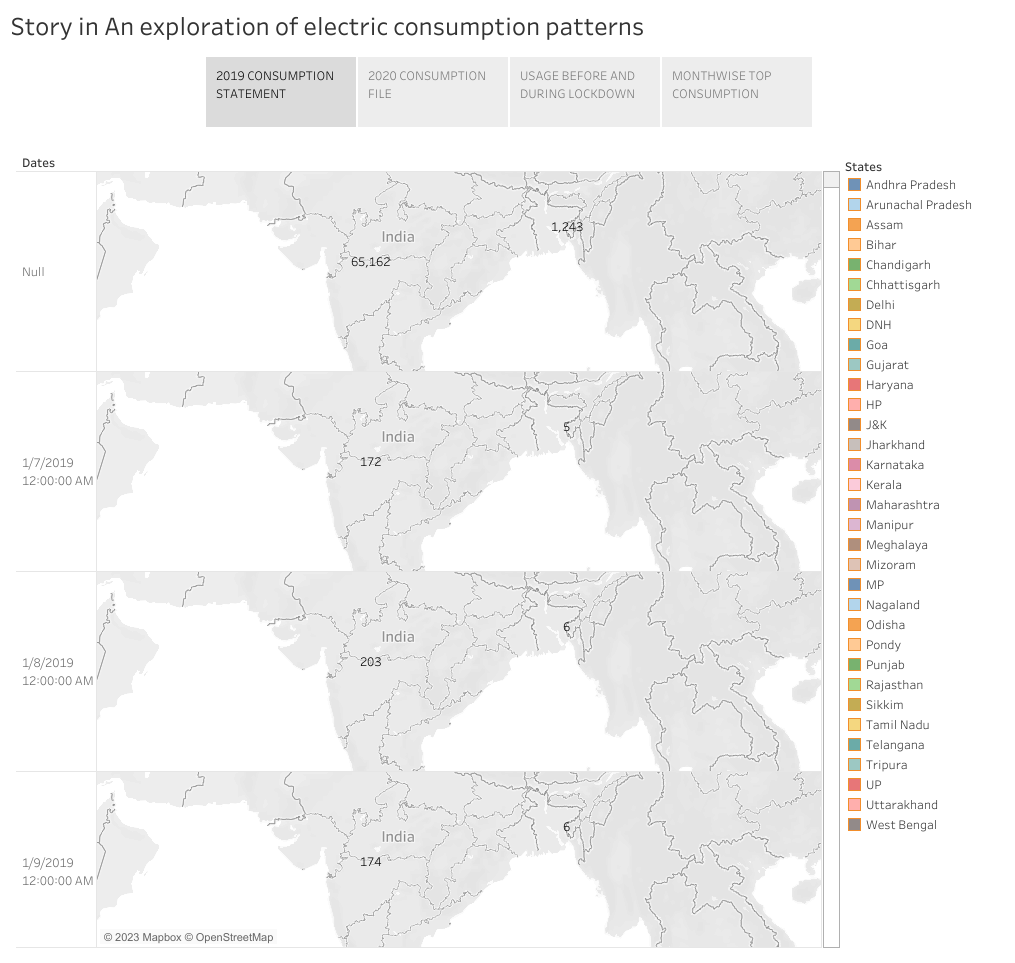 Story in An exploration of electric consumption patterns
2019 CONSUMPTION
STATEMENT
2020 CONSUMPTION
FILE
USAGE BEFORE AND
DURING LOCKDOWN
MONTHWISE TOP
CONSUMPTION
Dates
Null
India
65,162
1,243
1/7/2019
12:00:00 AM
India
172
5
1/8/2019
12:00:00 AM
India
203
6
1/9/2019
12:00:00 AM
India
174
6
© 2023 Mapbox © OpenStreetMap
States
Andhra Pradesh
Arunachal Pradesh
Assam
Bihar
Chandigarh
Chhattisgarh
Delhi
DNH
Goa
Gujarat
Haryana
HP
J&K
Jharkhand
Karnataka
Kerala
Maharashtra
Manipur
Meghalaya
Mizoram
MP
Nagaland
Odisha
Pondy
Punjab
Rajasthan
Sikkim
Tamil Nadu
Telangana
Tripura
UP
Uttarakhand
West Bengal